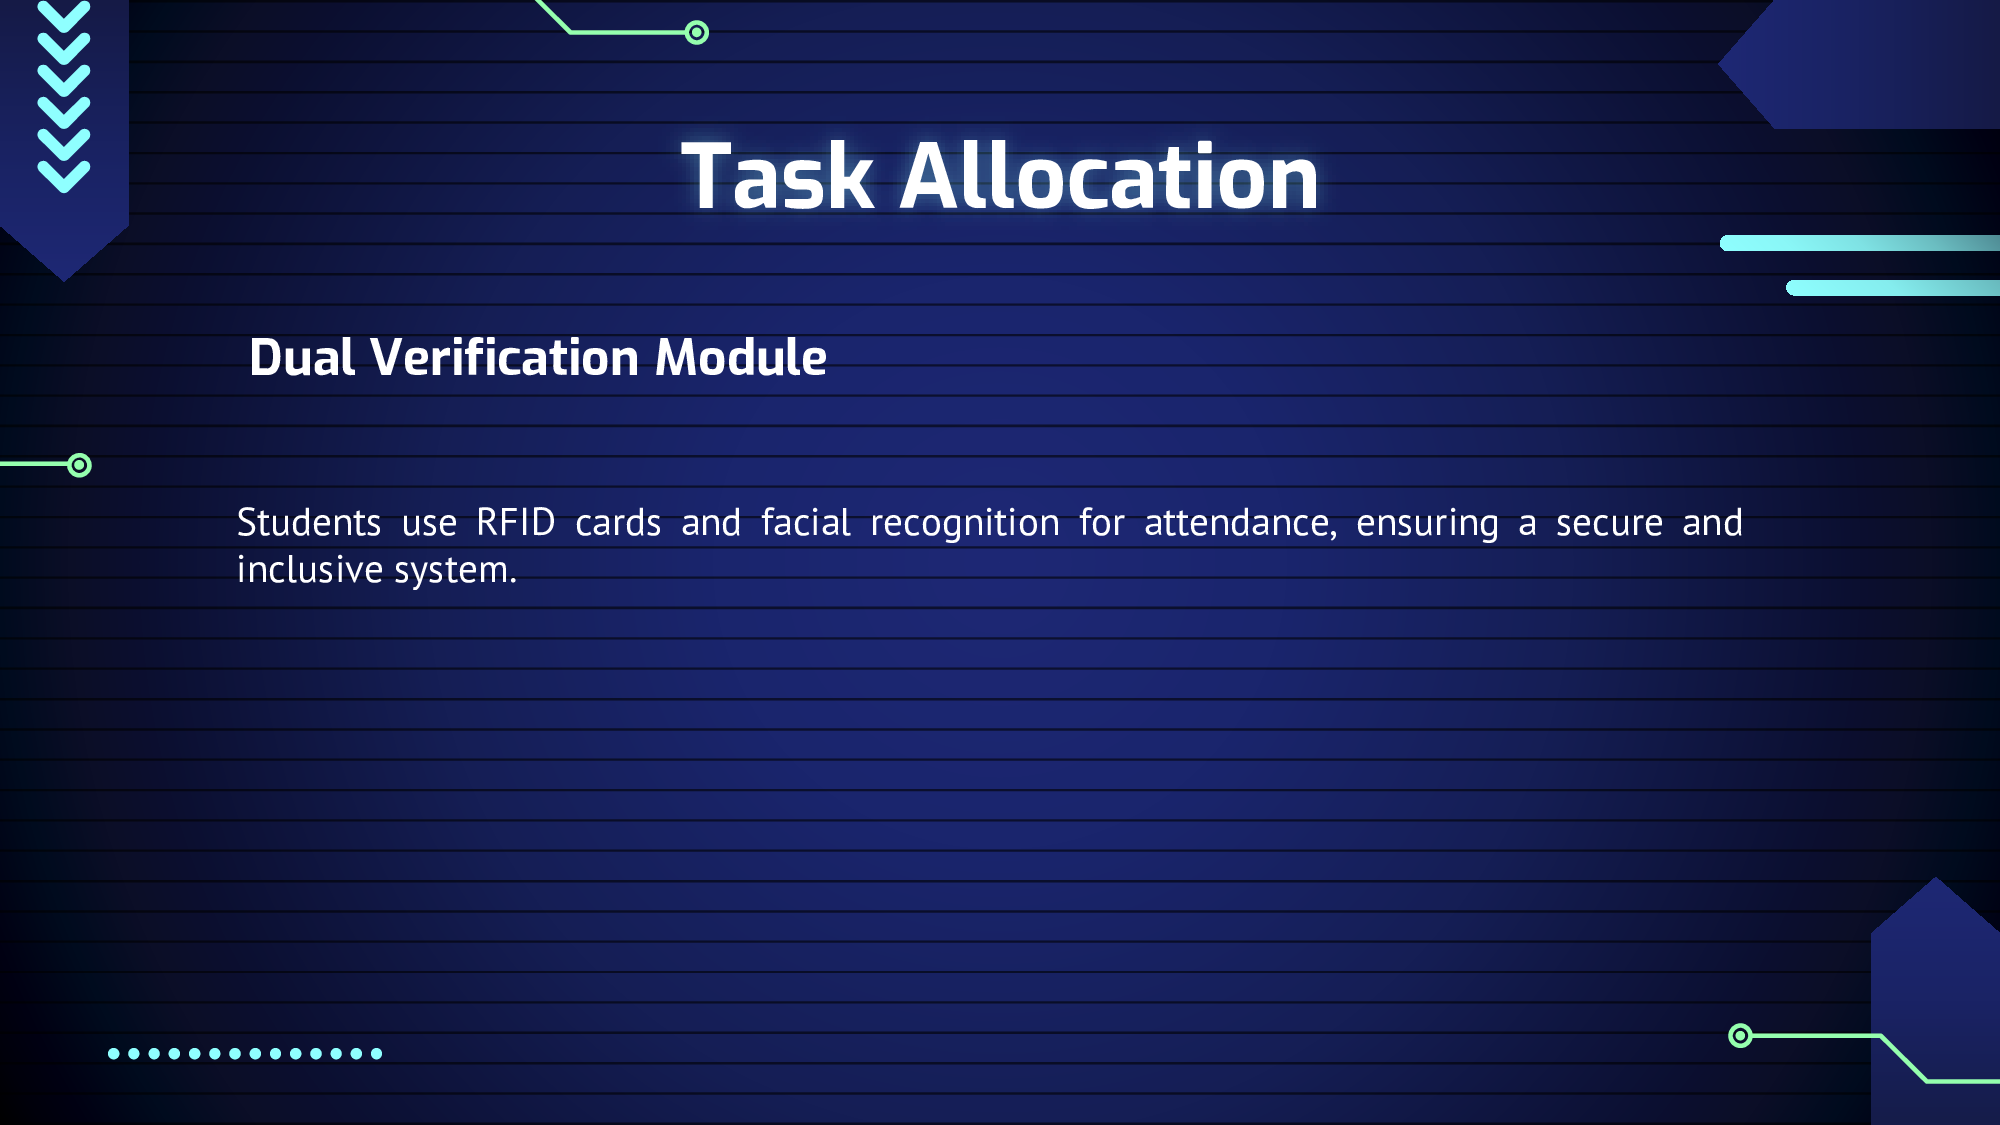 Task Allocation
Dual Verification Module
Students use RFID cards and facial recognition for attendance, ensuring a secure and
inclusive system.